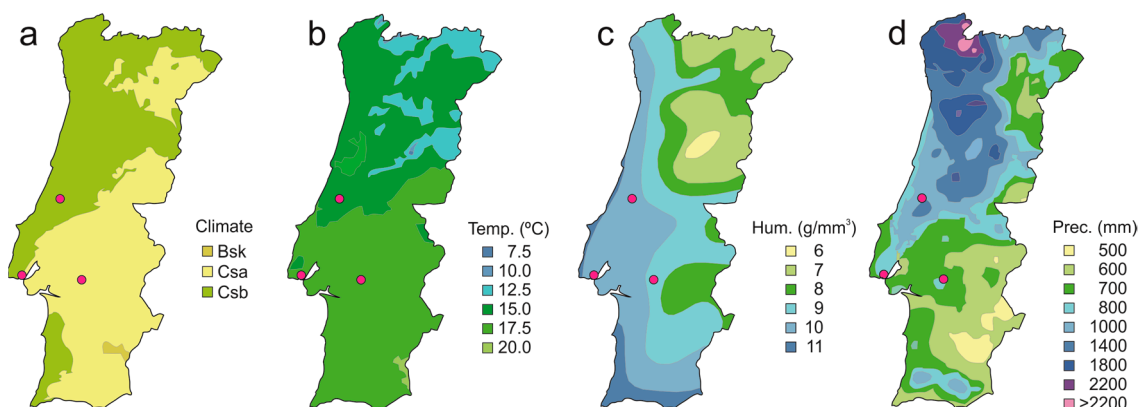 a
b
c
d
Climate
Bsk
Csa
Csb
Temp. (ºC)
7.5
10.0
12.5
15.0
17.5
20.0
Hum. (g/mm³)
6
7
8
9
10
11
Prec. (mm)
500
600
700
800
1000
1400
1800
2200
>2200